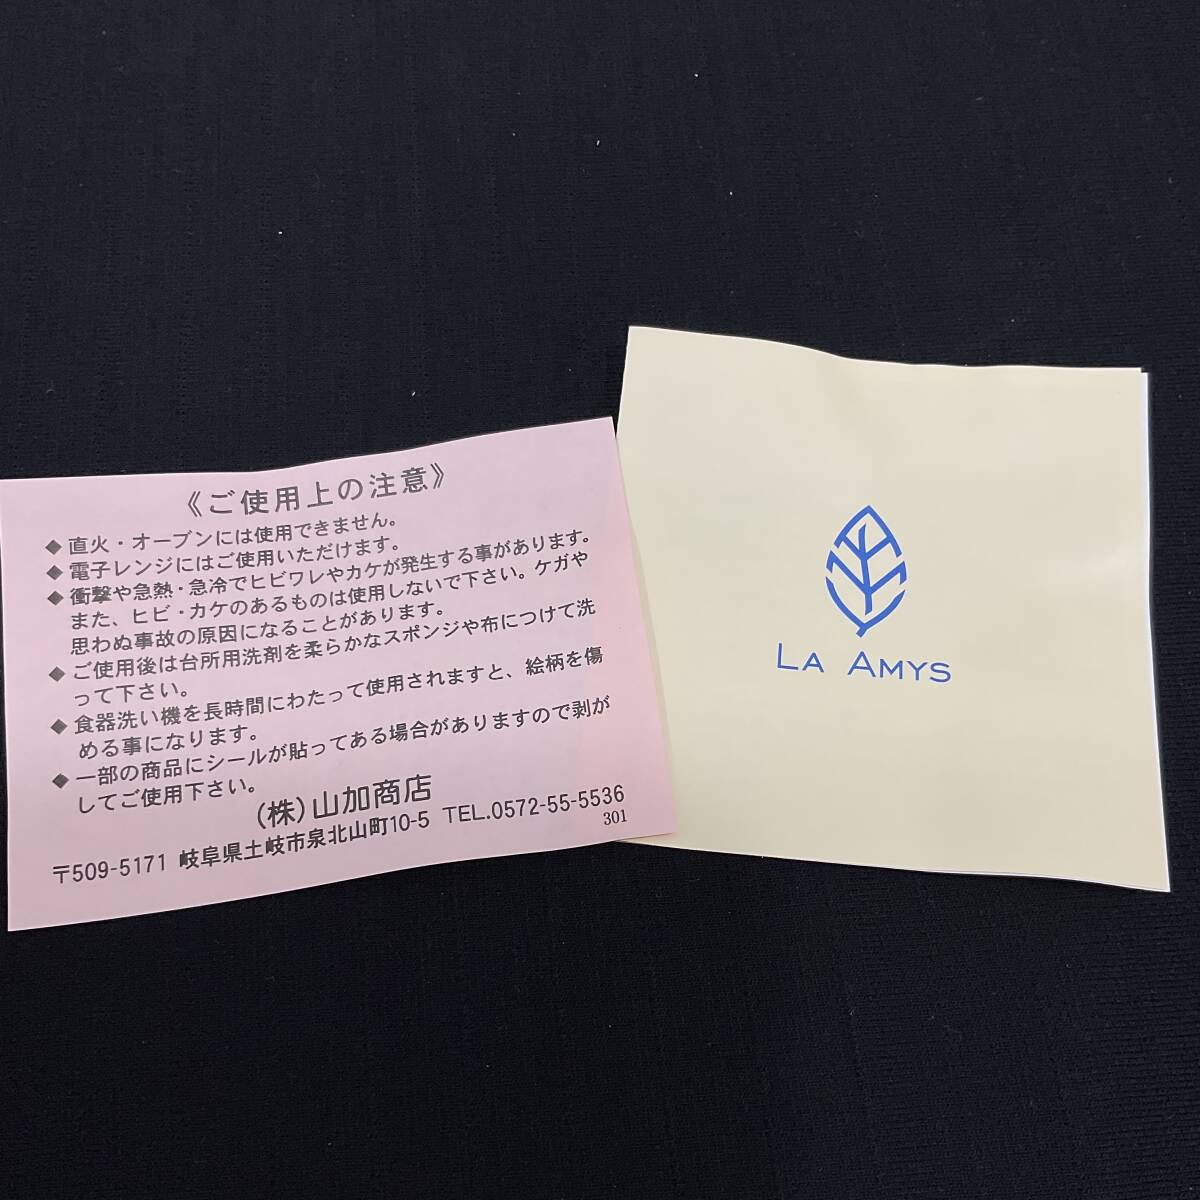 《ご使用上の注意》
◆直火・オーブンには使用できません。
◆電子レンジにはご使用いただけます。
◆衝撃や急熱・急冷でヒビワレやカケが発生する事があります。
また、ヒビ・カケのあるものは使用しないで下さい。ケガや
思わぬ事故の原因になることがあります。
◆ご使用後は台所用洗剤を柔らかなスポンジや布につけて洗
って下さい。
◆食器洗い機を長時間にわたって使用されますと、絵柄を傷
める事になります。
◆一部の商品にシールが貼ってある場合がありますので剥が
してご使用下さい。
(株)山加商店
〒509-5171 岐阜県土岐市泉北山町10-5 TEL.0572-55-5536
301
LA AMYS